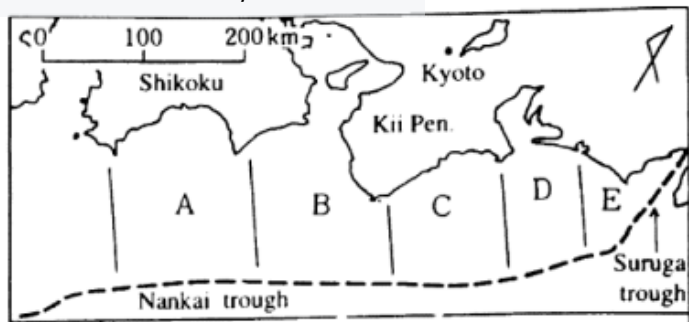 0 100 200 km
Shikoku
Kyoto
Kii Pen.
A B C D E
Suruga
trough
Nankai trough